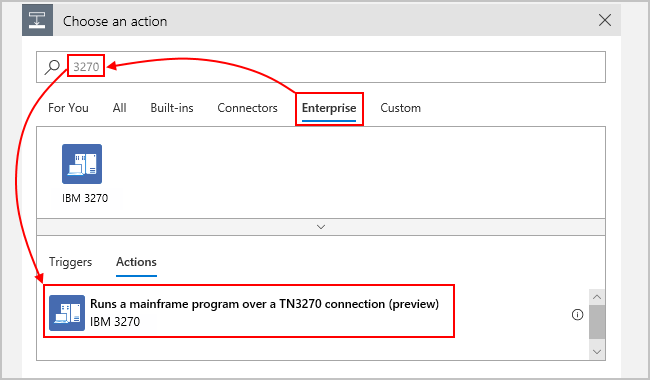 Choose an action
3270
For You All Built-ins Connectors Enterprise Custom
IBM 3270
Triggers Actions
Runs a mainframe program over a TN3270 connection (preview)
IBM 3270